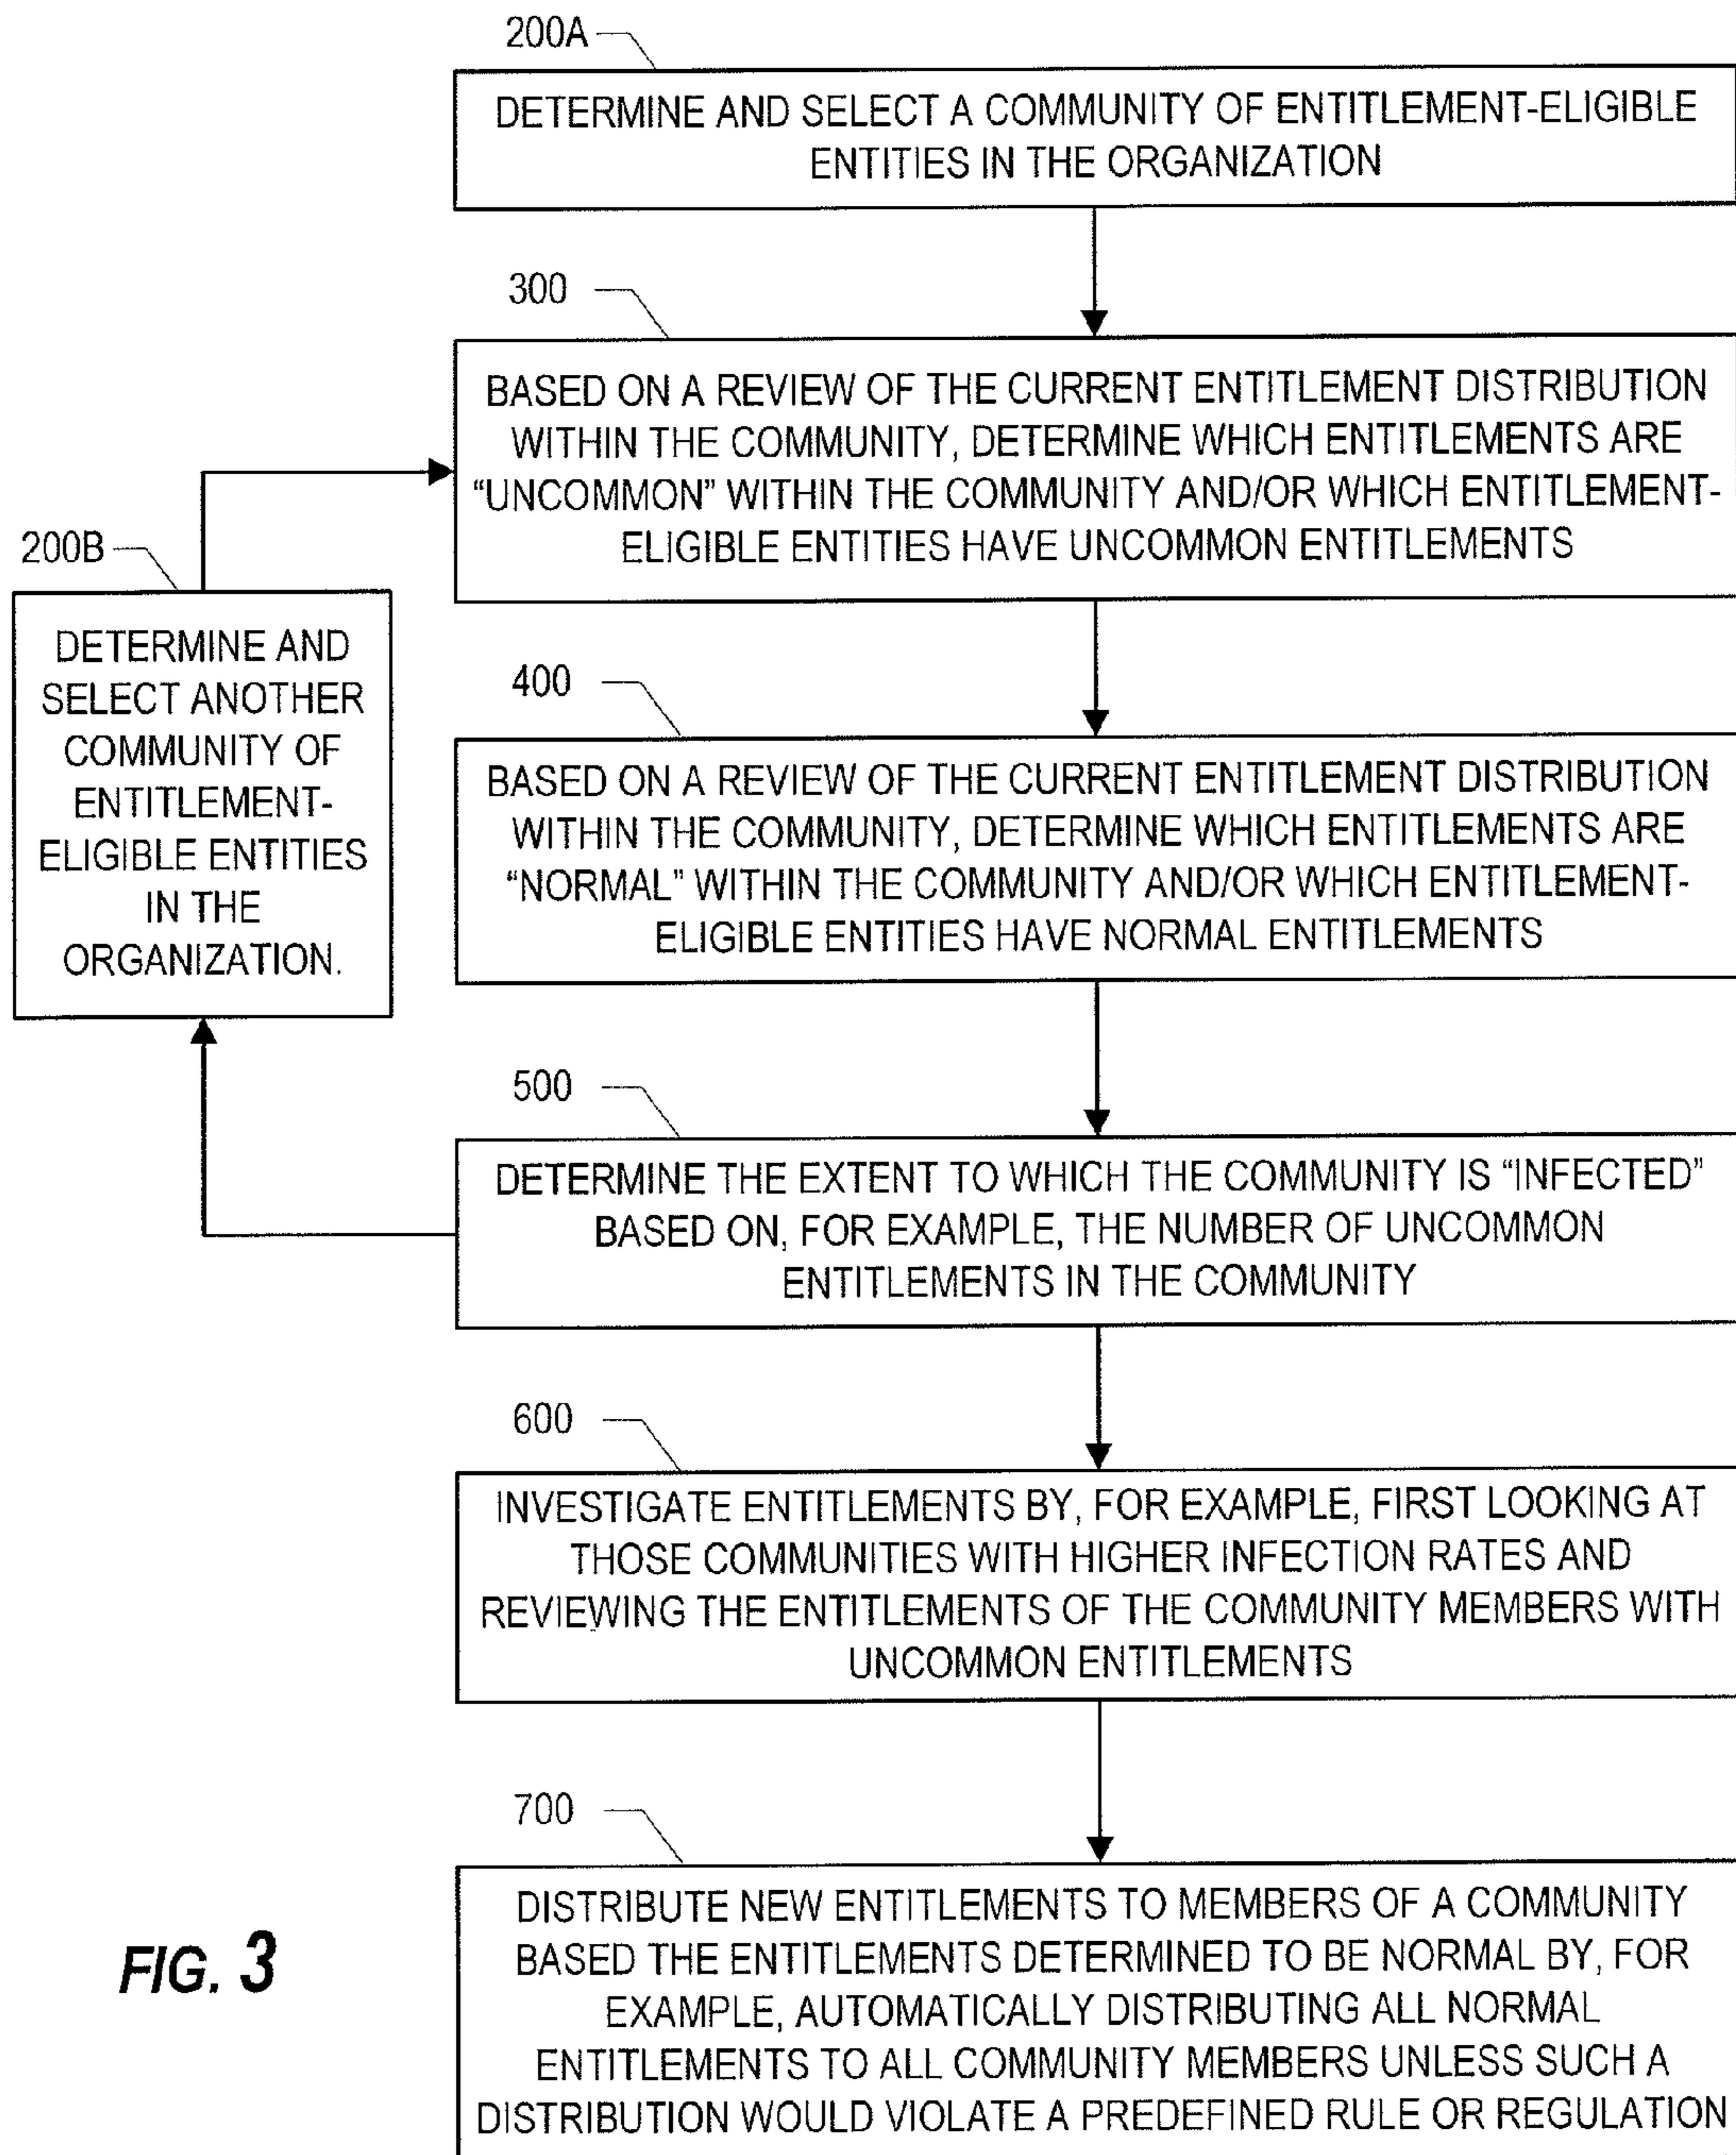 200A
DETERMINE AND SELECT A COMMUNITY OF ENTITLEMENT-ELIGIBLE
ENTITIES IN THE ORGANIZATION
300
BASED ON A REVIEW OF THE CURRENT ENTITLEMENT DISTRIBUTION
WITHIN THE COMMUNITY, DETERMINE WHICH ENTITLEMENTS ARE
“UNCOMMON” WITHIN THE COMMUNITY AND/OR WHICH ENTITLEMENT-
ELIGIBLE ENTITIES HAVE UNCOMMON ENTITLEMENTS
200B
DETERMINE AND
SELECT ANOTHER
COMMUNITY OF
ENTITLEMENT-
ELIGIBLE ENTITIES
IN THE
ORGANIZATION.
400
BASED ON A REVIEW OF THE CURRENT ENTITLEMENT DISTRIBUTION
WITHIN THE COMMUNITY, DETERMINE WHICH ENTITLEMENTS ARE
“NORMAL” WITHIN THE COMMUNITY AND/OR WHICH ENTITLEMENT-
ELIGIBLE ENTITIES HAVE NORMAL ENTITLEMENTS
500
DETERMINE THE EXTENT TO WHICH THE COMMUNITY IS “INFECTED”
BASED ON, FOR EXAMPLE, THE NUMBER OF UNCOMMON
ENTITLEMENTS IN THE COMMUNITY
600
INVESTIGATE ENTITLEMENTS BY, FOR EXAMPLE, FIRST LOOKING AT
THOSE COMMUNITIES WITH HIGHER INFECTION RATES AND
REVIEWING THE ENTITLEMENTS OF THE COMMUNITY MEMBERS WITH
UNCOMMON ENTITLEMENTS
700
DISTRIBUTE NEW ENTITLEMENTS TO MEMBERS OF A COMMUNITY
BASED THE ENTITLEMENTS DETERMINED TO BE NORMAL BY, FOR
EXAMPLE, AUTOMATICALLY DISTRIBUTING ALL NORMAL
ENTITLEMENTS TO ALL COMMUNITY MEMBERS UNLESS SUCH A
DISTRIBUTION WOULD VIOLATE A PREDEFINED RULE OR REGULATION
FIG. 3